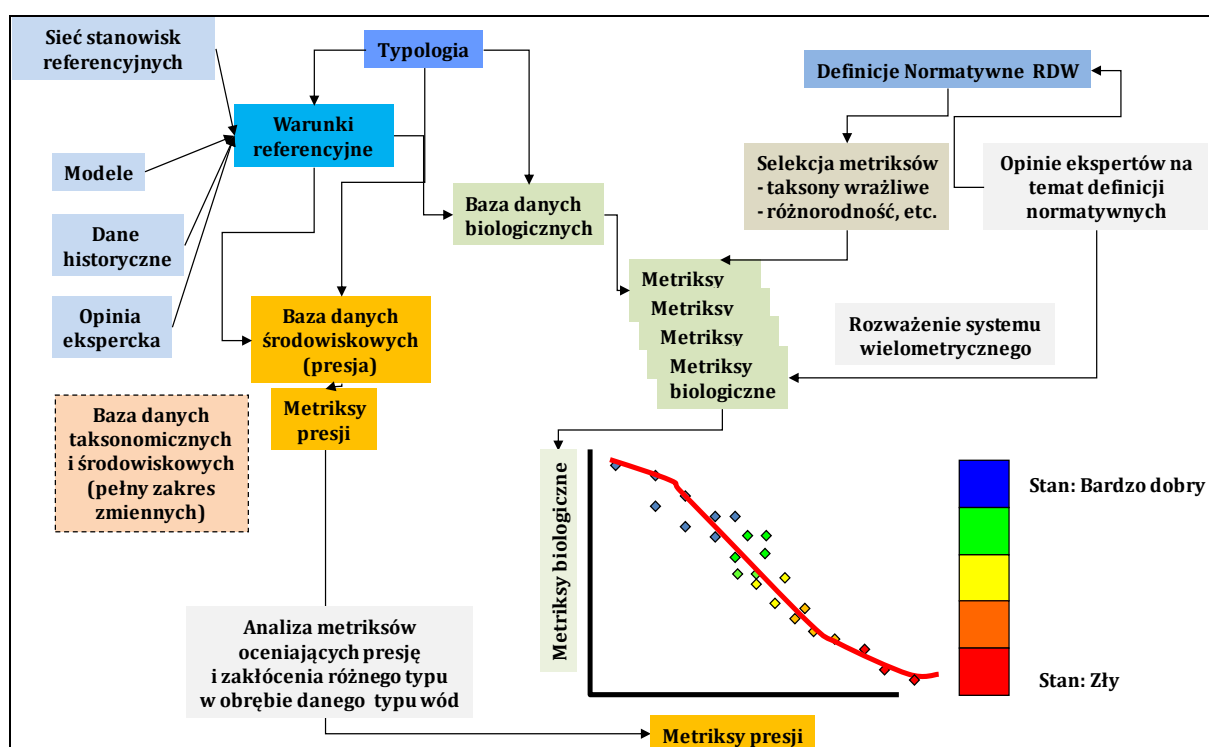 Sieć stanowisk
referencyjnych
Typologia
Definicje Normatywne RDW
Warunki
referencyjne
Modele
Selekcja metriksów
- taksony wrażliwe
- różnorodność, etc.
Opinie ekspertów na
temat definicji
normatywnych
Baza danych
biologicznych
Dane
historyczne
Metriksy
Metriksy
Metriksy
Metriksy
biologiczne
Opinia
ekspercka
Baza danych
środowiskowych
(presja)
Rozważenie systemu
wielometrycznego
Metriksy
presji
Baza danych
taksonomicznych
i środowiskowych
(pełny zakres
zmiennych)
Metriksy biologiczne
Stan: Bardzo dobry
Analiza metriksów
oceniających presję
i zakłócenia różnego typu
w obrębie danego typu wód
Stan: Zły
Metriksy presji